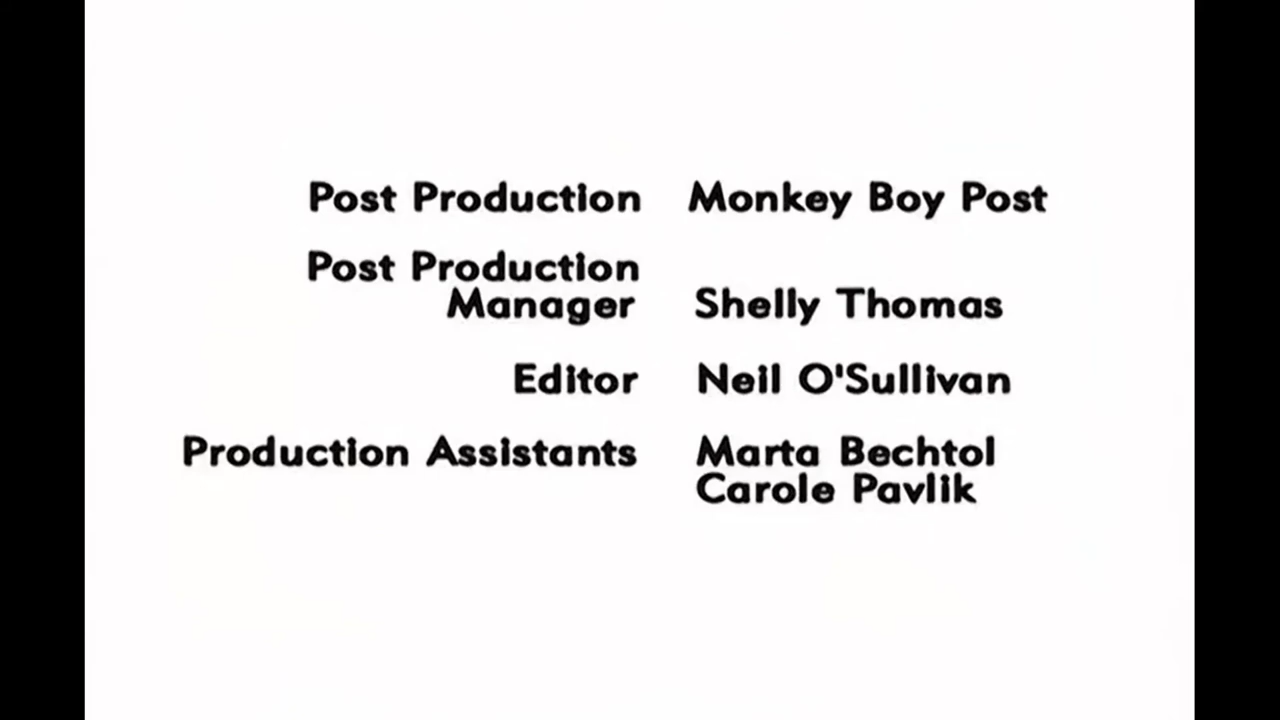 Post Production Monkey Boy Post
Post Production
Manager Shelly Thomas
Editor Neil O'Sullivan
Production Assistants Marta Bechtol
Carole Pavlik